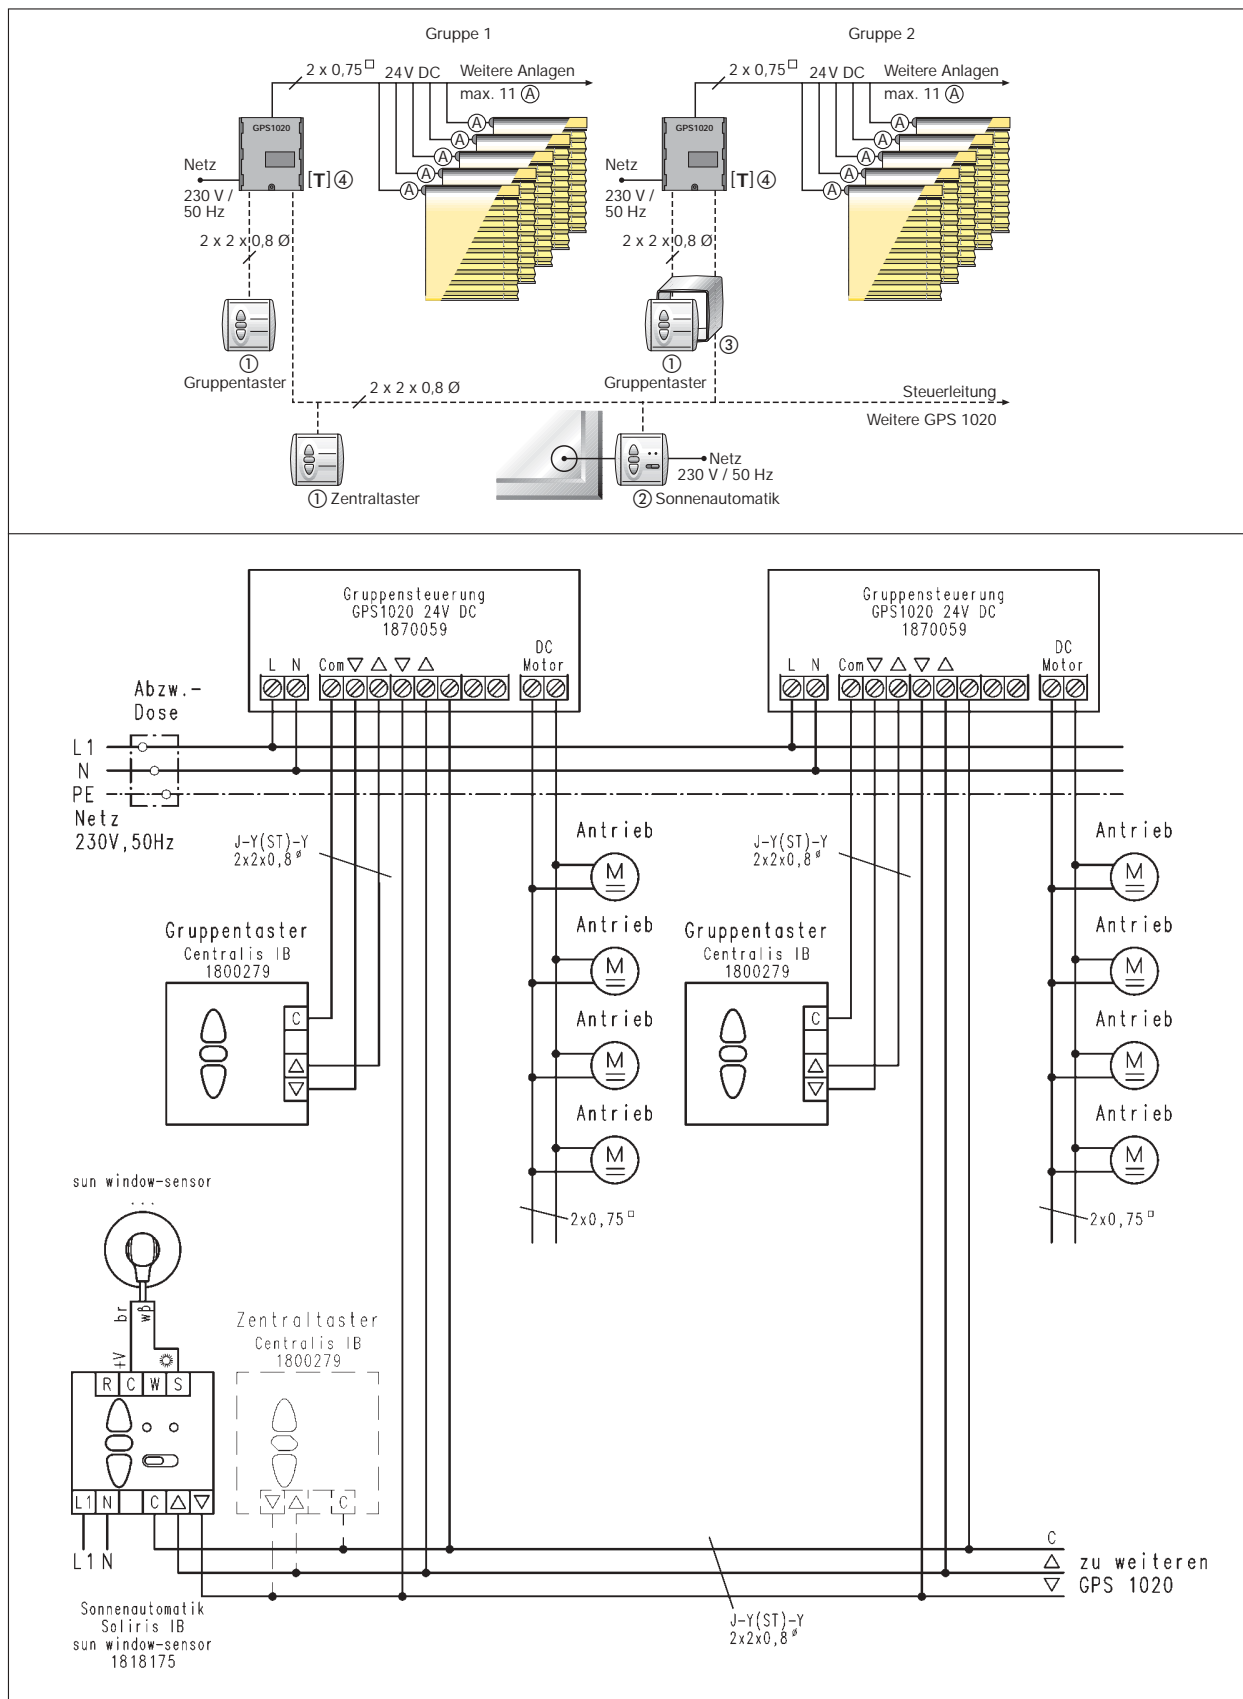 Gruppe 1
Gruppe 2
2 x 0,75 □
24V DC
Weitere Anlagen
max. 11 Ⓐ
2 x 0,75 □
24V DC
Weitere Anlagen
max. 11 Ⓐ
GPS1020
GPS1020
A
A
A
A
A
A
A
A
A
A
Netz
230 V /
50 Hz
[T] ④
Netz
230 V /
50 Hz
[T] ④
2 x 2 x 0,8 Ø
2 x 2 x 0,8 Ø
①
Gruppentaster
①
Gruppentaster
③
2 x 2 x 0,8 Ø
Steuerleitung
Weitere GPS 1020
Netz
230 V / 50 Hz
① Zentraltaster
② Sonnenautomatik
Gruppensteuerung
GPS1020 24V DC
1870059
DC
Motor
L N Com ▽ △ ▽ △
Gruppensteuerung
GPS1020 24V DC
1870059
DC
Motor
L N Com ▽ △ ▽ △
Abzw.-
Dose
L1
N
PE
Netz
230V,50Hz
J-Y(ST)-Y
2x2x0,8 ø
J-Y(ST)-Y
2x2x0,8 ø
Antrieb
M
Antrieb
M
Antrieb
M
Antrieb
M
Antrieb
M
Antrieb
M
Antrieb
M
Antrieb
M
Gruppentaster
Centralis IB
1800279
C
△
▽
Gruppentaster
Centralis IB
1800279
C
△
▽
2x0,75 □
2x0,75 □
sun window-sensor
...
br
wβ
+V
R C W S
L1 N C △ ▽
L1 N
Zentraltaster
Centralis IB
1800279
▽ △ C
Sonnenautomatik
Soliris IB
sun window-sensor
1818175
J-Y(ST)-Y
2x2x0,8 ø
C
△ zu weiteren
▽ GPS 1020